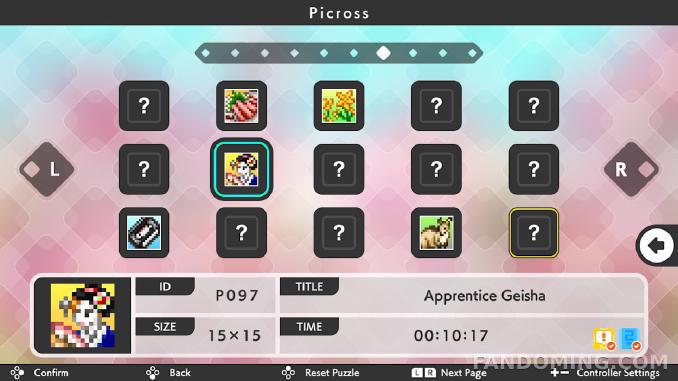 Picross
? ? ?
L ? ? ? ? R
? ? ?
ID P097 TITLE Apprentice Geisha
SIZE 15×15 TIME 00:10:17
FANDOMING.COM
Confirm Back Reset Puzzle L R Next Page Controller Settings